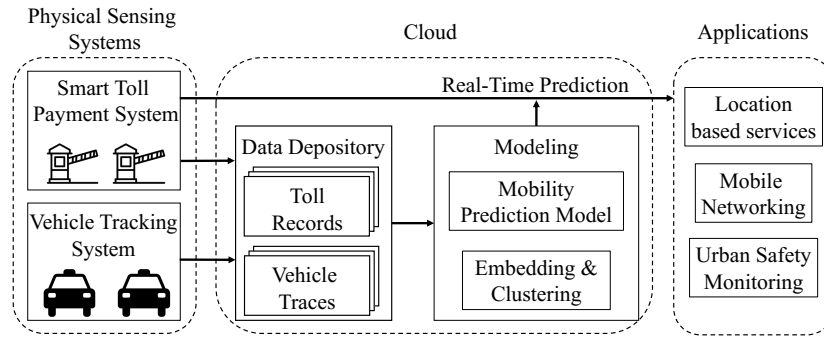 Physical Sensing
Systems
Cloud
Applications
Smart Toll
Payment System
Real-Time Prediction
Vehicle Tracking
System
Data Depository
Toll
Records
Vehicle
Traces
Modeling
Mobility
Prediction Model
Embedding &
Clustering
Location
based services
Mobile
Networking
Urban Safety
Monitoring